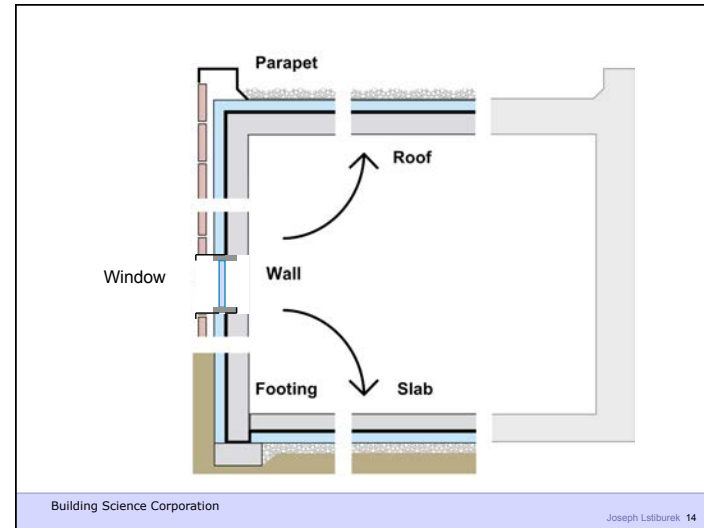 Parapet
Roof
Window
Wall
Footing
Slab
Building Science Corporation
Joseph Lstiburek 14